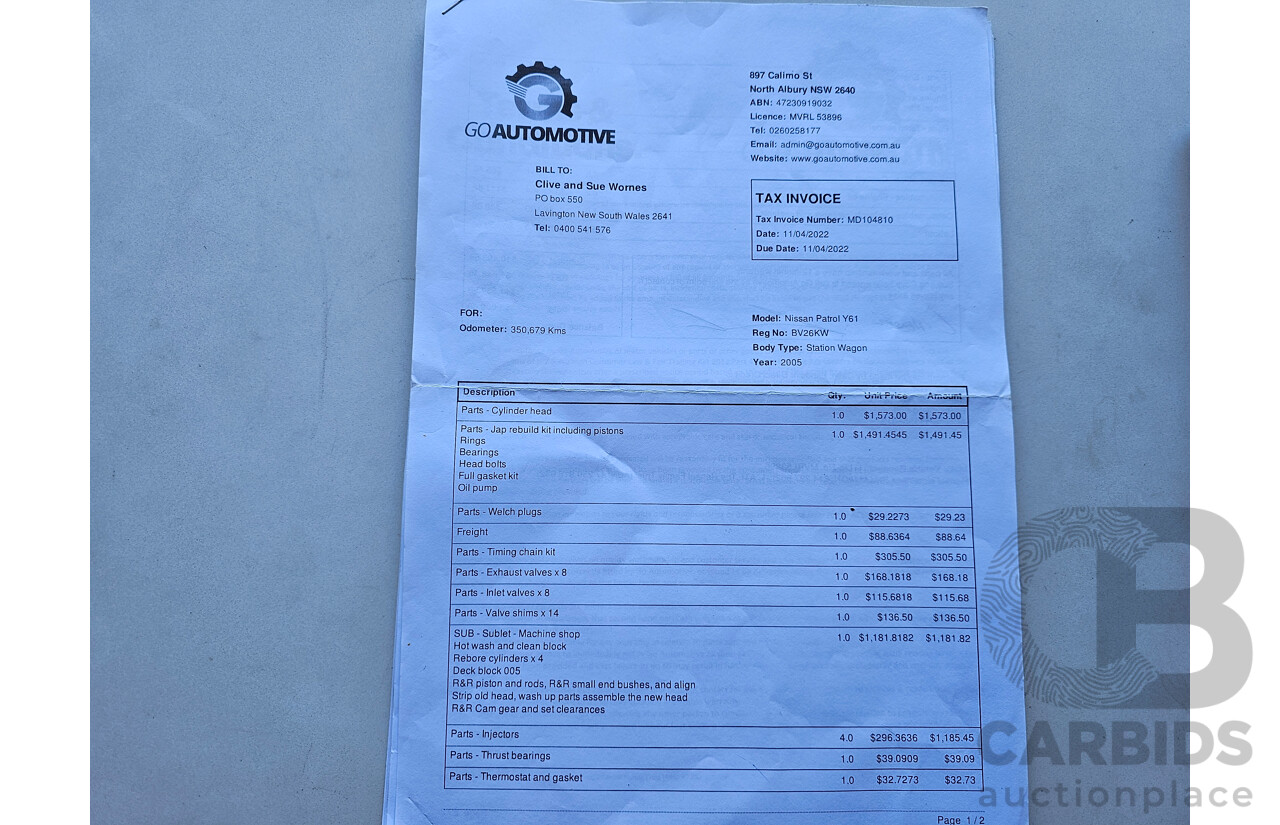 897 Calimo St
North Albury NSW 2640
ABN: 47230919032
Licence: MVRL 53896
Tel: 0260258177
Email: admin@goautomotive.com.au
Website: www.goautomotive.com.au
G
GO AUTOMOTIVE
BILL TO:
Clive and Sue Wornes
PO box 550
Lavington New South Wales 2641
Tel: 0400 541 576
TAX INVOICE
Tax Invoice Number: MD104810
Date: 11/04/2022
Due Date: 11/04/2022
FOR:
Odometer: 350,679 Kms
Model: Nissan Patrol Y61
Reg No: BV26KW
Body Type: Station Wagon
Year: 2005
Description Qty. Unit Price Amount
Parts - Cylinder head 1.0 $1,573.00 $1,573.00
Parts - Jap rebuild kit including pistons 1.0 $1,491.4545 $1,491.45
Rings
Bearings
Head bolts
Full gasket kit
Oil pump
Parts - Welch plugs 1.0 $29.2273 $29.23
Freight 1.0 $88.6364 $88.64
Parts - Timing chain kit 1.0 $305.50 $305.50
Parts - Exhaust valves x 8 1.0 $168.1818 $168.18
Parts - Inlet valves x 8 1.0 $115.6818 $115.68
Parts - Valve shims x 14 1.0 $136.50 $136.50
SUB - Sublet - Machine shop 1.0 $1,181.8182 $1,181.82
Hot wash and clean block
Rebore cylinders x 4
Deck block 005
R&R piston and rods, R&R small end bushes, and align
Strip old head, wash up parts assemble the new head
R&R Cam gear and set clearances
Parts - Injectors 4.0 $296.3636 $1,185.45
Parts - Thrust bearings 1.0 $39.0909 $39.09
Parts - Thermostat and gasket 1.0 $32.7273 $32.73
Page 1 / 2
CB
CARBIDS
auctionplace